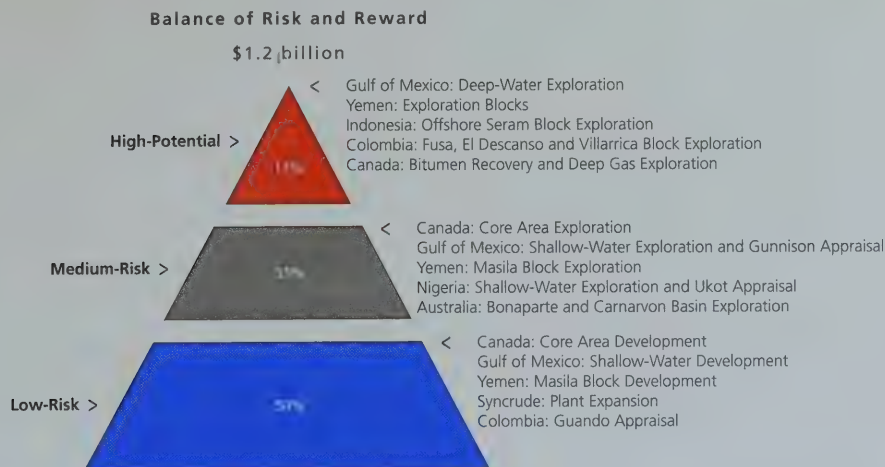 Balance of Risk and Reward
$1.2 billion
High-Potential >
<
Gulf of Mexico: Deep-Water Exploration
Yemen: Exploration Blocks
Indonesia: Offshore Seram Block Exploration
Colombia: Fusa, El Descanso and Villarrica Block Exploration
Canada: Bitumen Recovery and Deep Gas Exploration
Medium-Risk >
<
Canada: Core Area Exploration
Gulf of Mexico: Shallow-Water Exploration and Gunnison Appraisal
Yemen: Masila Block Exploration
Nigeria: Shallow-Water Exploration and Ukot Appraisal
Australia: Bonaparte and Carnarvon Basin Exploration
Low-Risk >
<
Canada: Core Area Development
Gulf of Mexico: Shallow-Water Development
Yemen: Masila Block Development
Syncrude: Plant Expansion
Colombia: Guando Appraisal